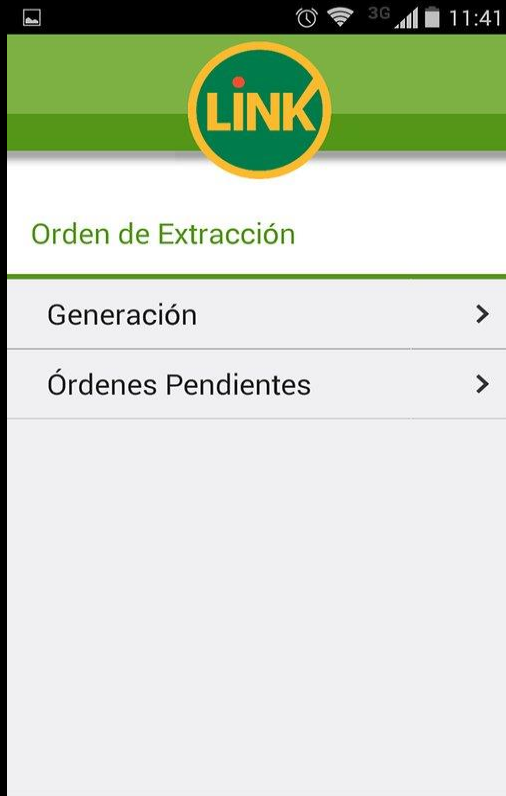 3G 11:41
LINK
Orden de Extracción
Generación
Órdenes Pendientes